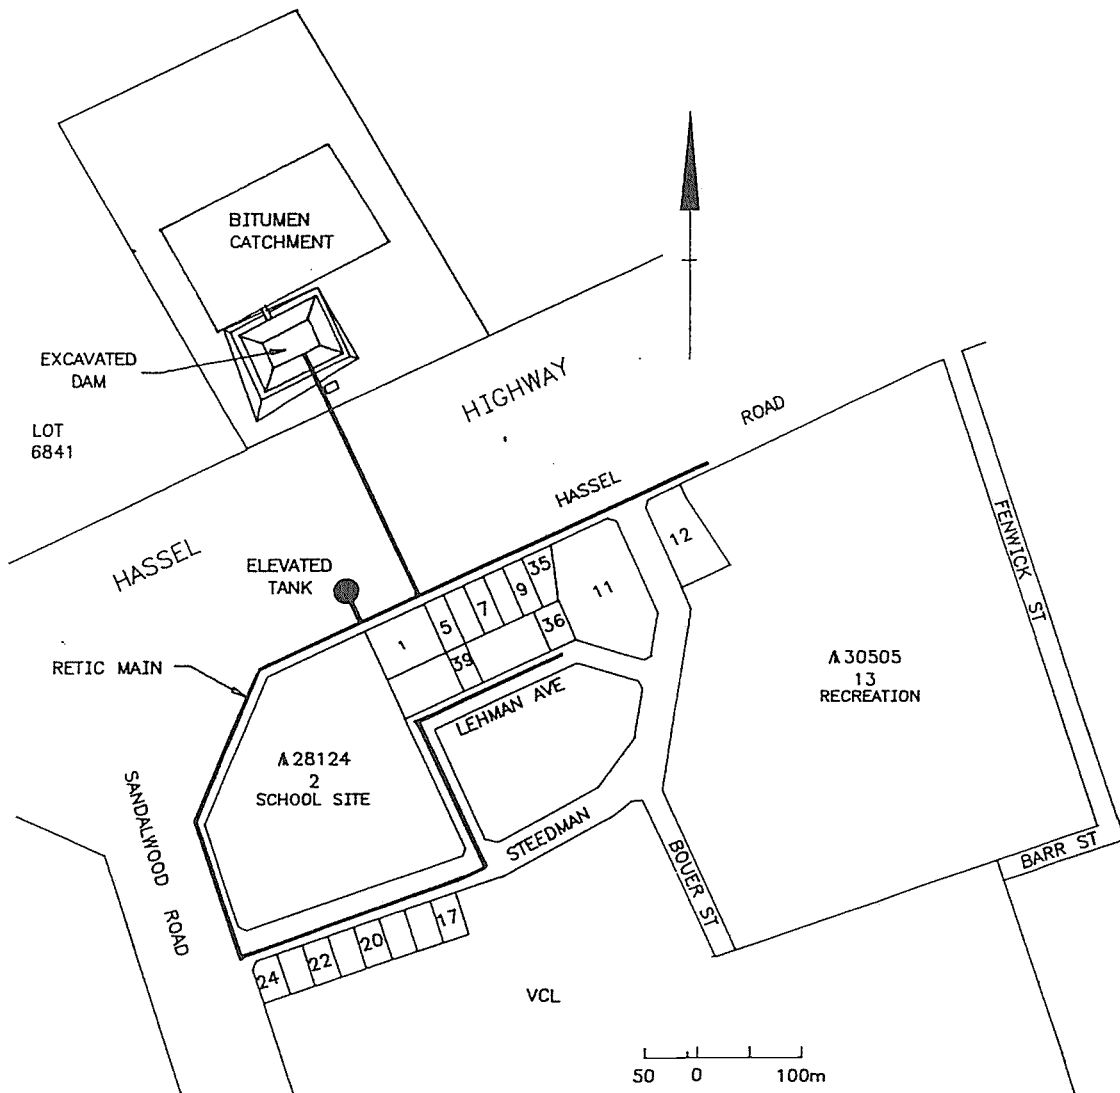 BITUMEN
CATCHMENT
EXCAVATED
DAM
LOT
6841
HIGHWAY
ROAD
HASSEL
HASSEL
ELEVATED
TANK
RETIC MAIN
1
5
7
9
35
11
12
36
39
LEHMAN AVE
FENWICK ST
A30505
13
RECREATION
A28124
2
SCHOOL SITE
SANDALWOOD ROAD
STEEDMAN
BOUER ST
BARR ST
24
22
20
17
VCL
50 0 100m